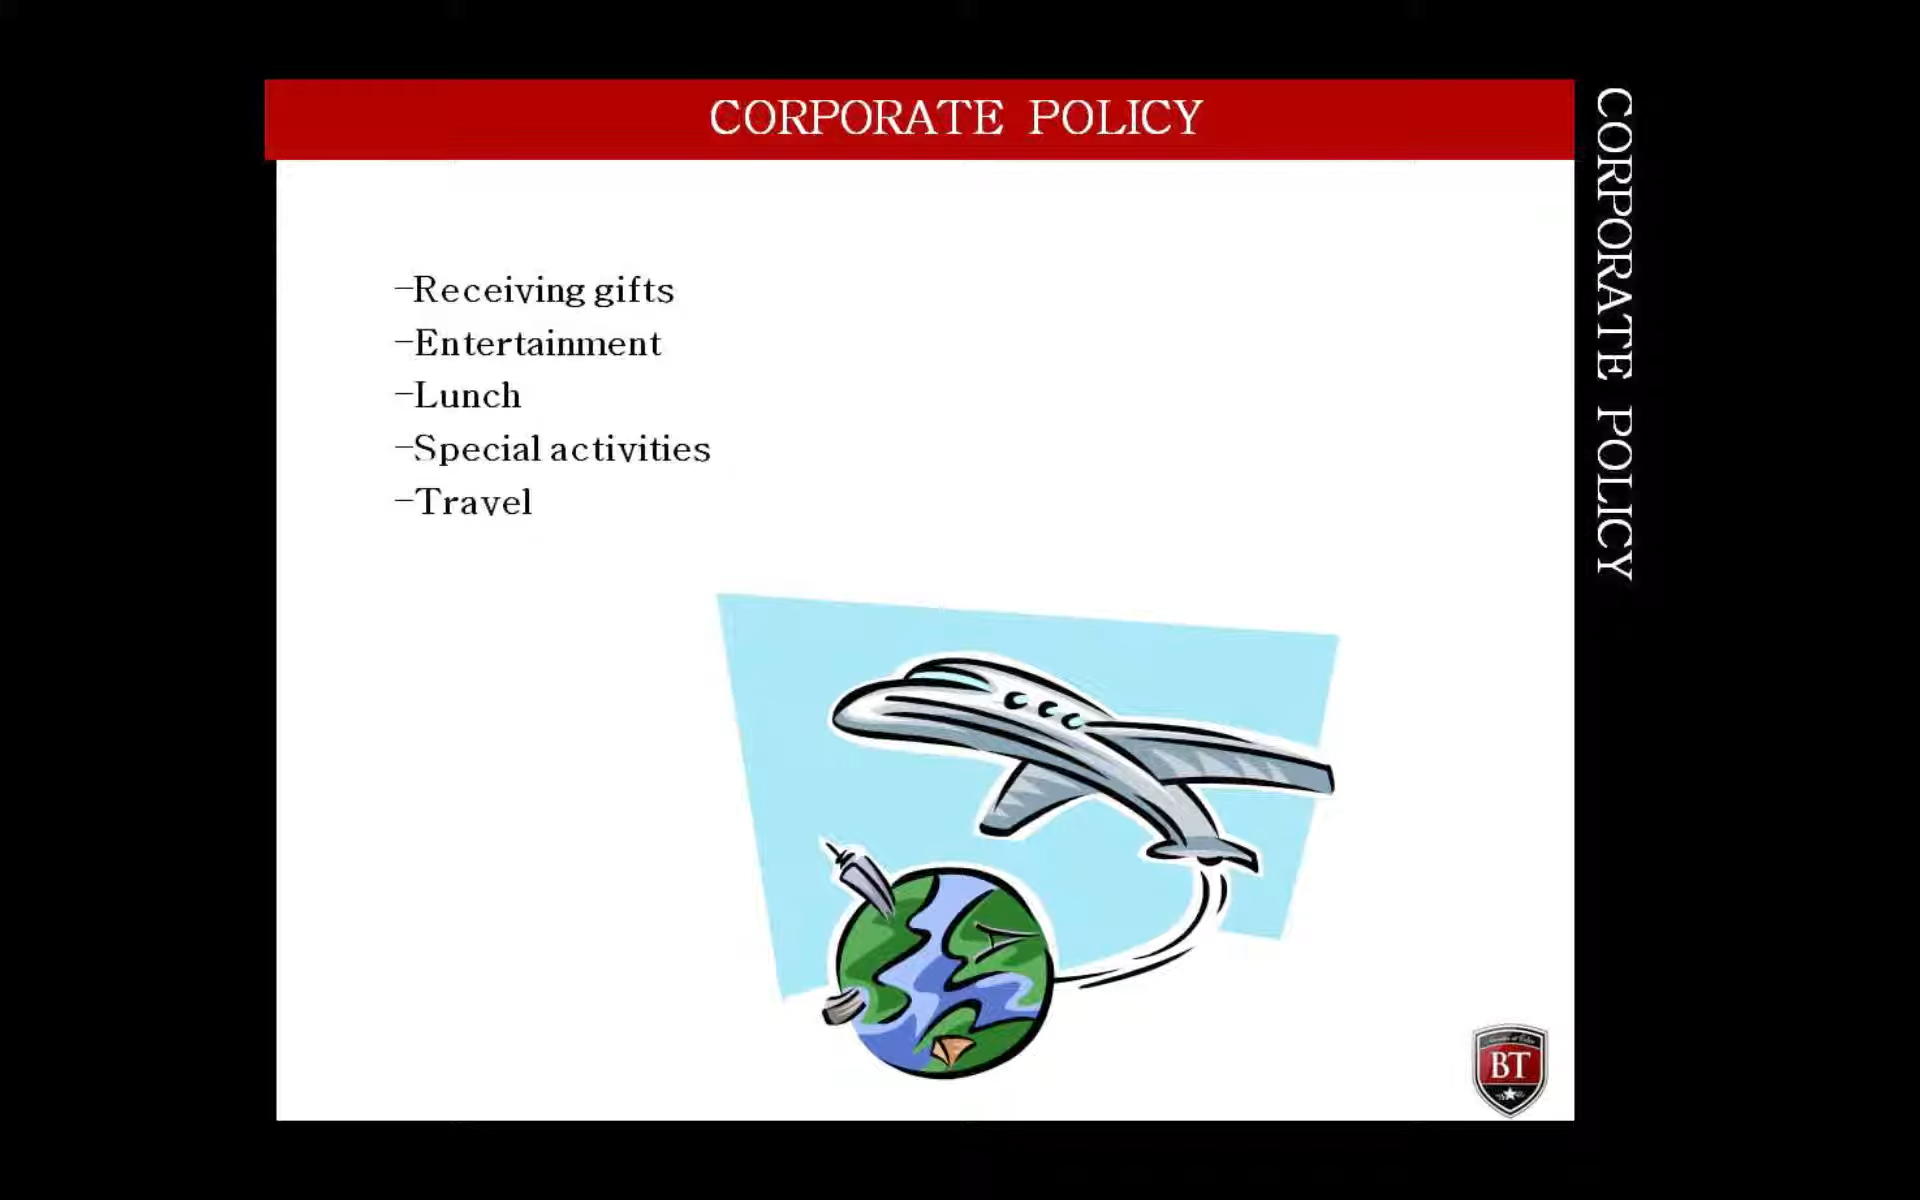 CORPORATE POLICY
-Receiving gifts
-Entertainment
-Lunch
-Special activities
-Travel
CORPORATE POLICY
BT